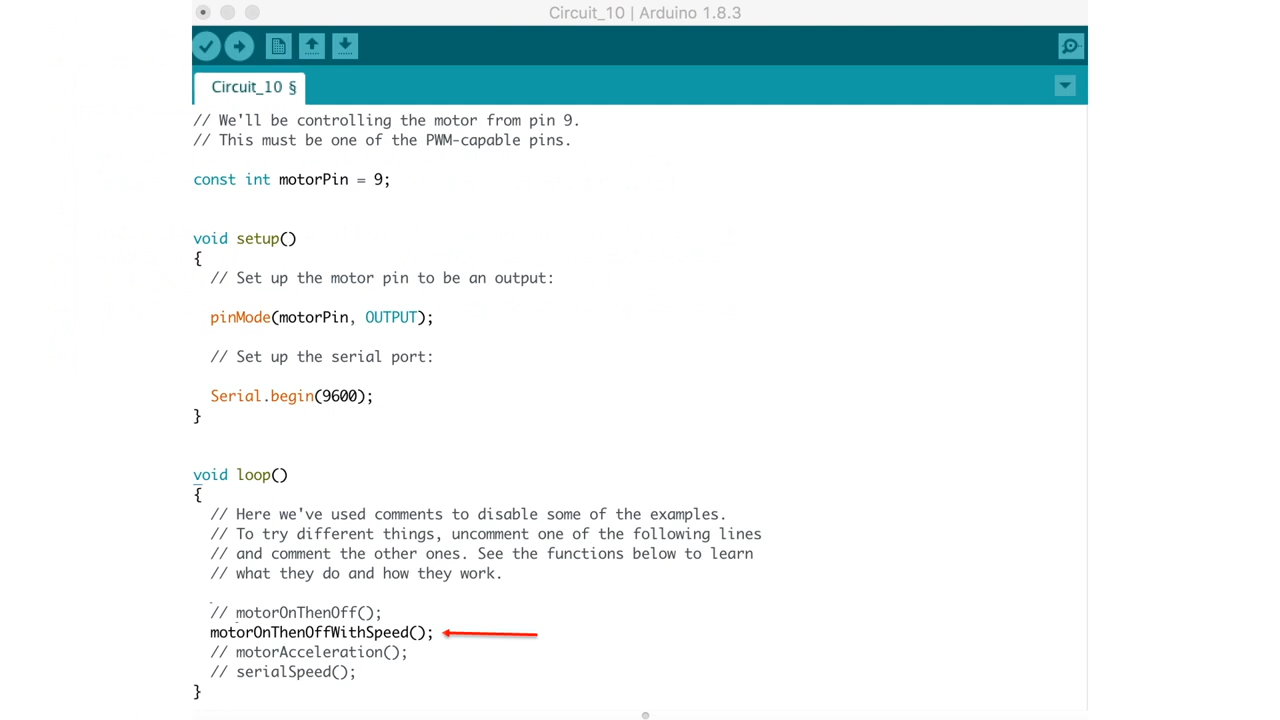 Circuit_10 | Arduino 1.8.3
Circuit_10 §
// We'll be controlling the motor from pin 9.
// This must be one of the PWM-capable pins.
const int motorPin = 9;
void setup()
{
// Set up the motor pin to be an output:
pinMode(motorPin, OUTPUT);
// Set up the serial port:
Serial.begin(9600);
}
void loop()
{
// Here we've used comments to disable some of the examples.
// To try different things, uncomment one of the following lines
// and comment the other ones. See the functions below to learn
// what they do and how they work.
// motorOnThenOff();
motorOnThenOffWithSpeed();
// motorAcceleration();
// serialSpeed();
}